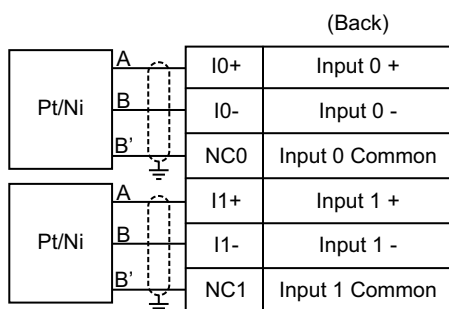 (Back)
A I0+ Input 0 +
Pt/Ni B I0- Input 0 -
B’ NC0 Input 0 Common
A I1+ Input 1 +
Pt/Ni B I1- Input 1 -
B’ NC1 Input 1 Common